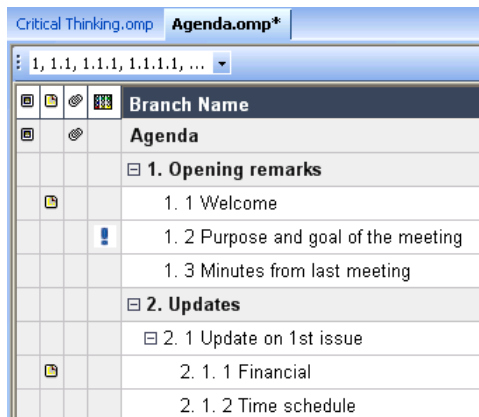 Critical Thinking.omp Agenda.omp*
1, 1.1, 1.1.1, 1.1.1.1, ...
Branch Name
Agenda
1. Opening remarks
1. 1 Welcome
1. 2 Purpose and goal of the meeting
1. 3 Minutes from last meeting
2. Updates
2. 1 Update on 1st issue
2. 1. 1 Financial
2. 1. 2 Time schedule